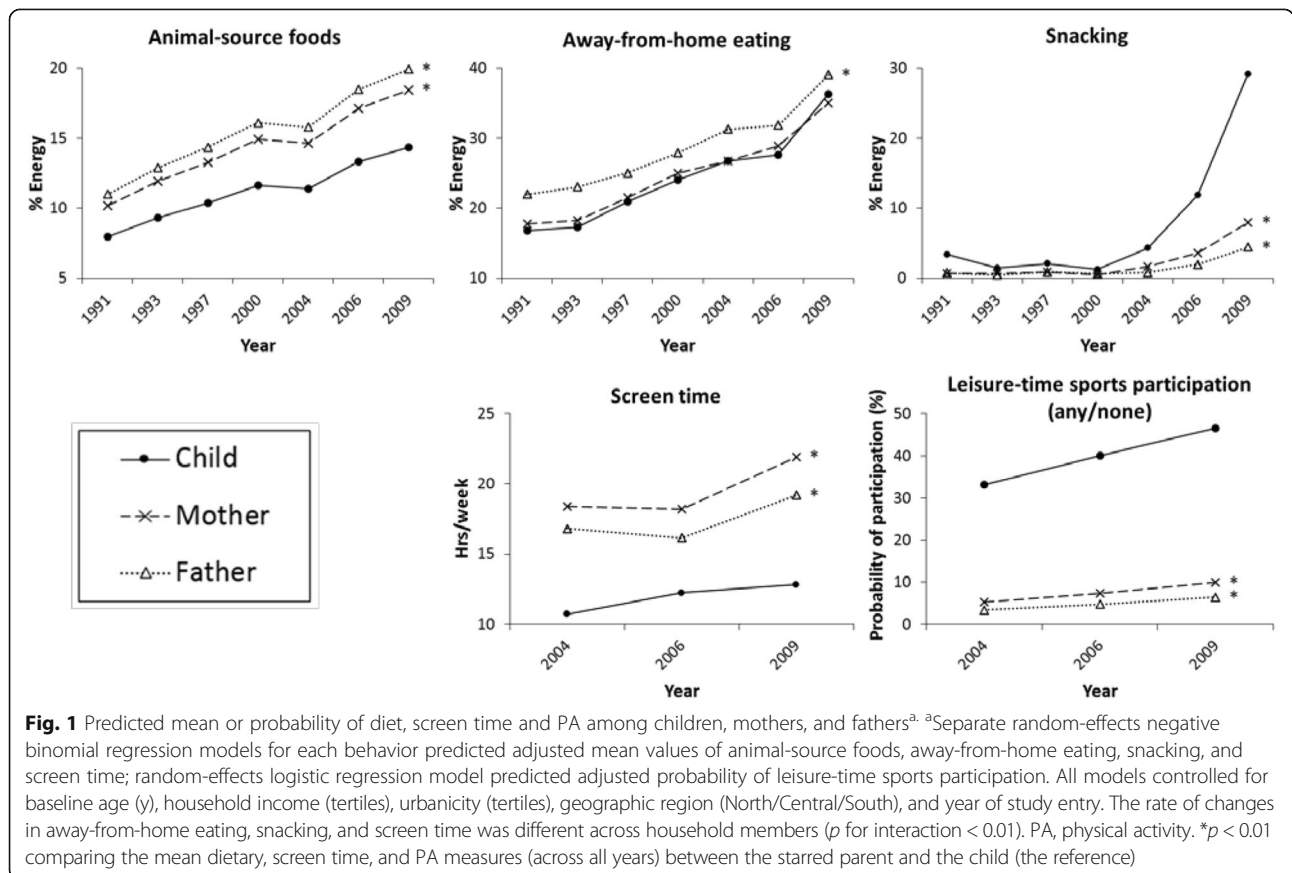 Animal-source foods
% Energy
20
15
10
5
1991
1993
1997
2000
2004
2006
2009
Year
*
*
Away-from-home eating
% Energy
40
30
20
10
1991
1993
1997
2000
2004
2006
2009
Year
*
Snacking
% Energy
30
20
10
0
1991
1993
1997
2000
2004
2006
2009
Year
*
*
Child
Mother
Father
Screen time
Hrs/week
25
20
15
10
2004
2006
2009
Year
*
*
Leisure-time sports participation
(any/none)
Probability of participation (%)
50
40
30
20
10
0
2004
2006
2009
Year
*
*
Fig. 1 Predicted mean or probability of diet, screen time and PA among children, mothers, and fathersᵃ. ᵃSeparate random-effects negative
binomial regression models for each behavior predicted adjusted mean values of animal-source foods, away-from-home eating, snacking, and
screen time; random-effects logistic regression model predicted adjusted probability of leisure-time sports participation. All models controlled for
baseline age (y), household income (tertiles), urbanicity (tertiles), geographic region (North/Central/South), and year of study entry. The rate of changes
in away-from-home eating, snacking, and screen time was different across household members (p for interaction < 0.01). PA, physical activity. *p < 0.01
comparing the mean dietary, screen time, and PA measures (across all years) between the starred parent and the child (the reference)